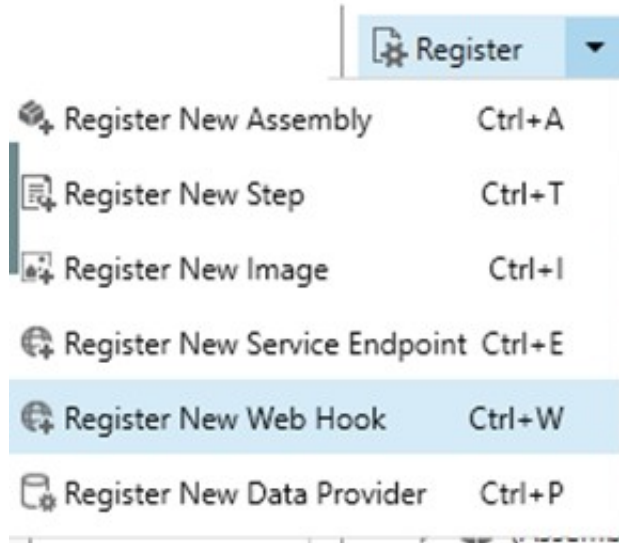 Register
Register New Assembly Ctrl+A
Register New Step Ctrl+T
Register New Image Ctrl+I
Register New Service Endpoint Ctrl+E
Register New Web Hook Ctrl+W
Register New Data Provider Ctrl+P